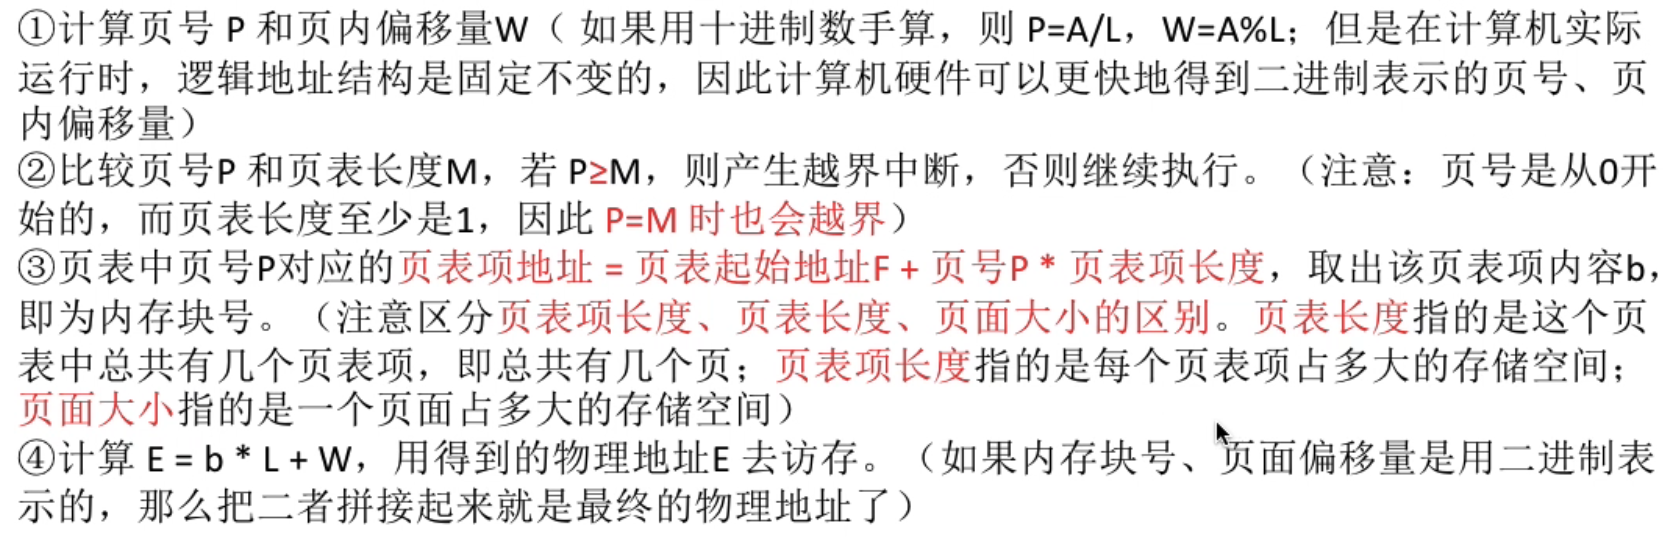 ①计算页号 P 和页内偏移量W（ 如果用十进制数手算，则 P=A/L，W=A%L；但是在计算机实际
运行时，逻辑地址结构是固定不变的，因此计算机硬件可以更快地得到二进制表示的页号、页
内偏移量）
②比较页号P 和页表长度M，若 P≥M，则产生越界中断，否则继续执行。（注意：页号是从0开
始的，而页表长度至少是1，因此 P=M 时也会越界）
③页表中页号P对应的页表项地址 = 页表起始地址F + 页号P * 页表项长度，取出该页表项内容b，
即为内存块号。（注意区分页表项长度、页表长度、页面大小的区别。页表长度指的是这个页
表中总共有几个页表项，即总共有几个页；页表项长度指的是每个页表项占多大的存储空间；
页面大小指的是一个页面占多大的存储空间）
④计算 E = b * L + W，用得到的物理地址E 去访存。（如果内存块号、页面偏移量是用二进制表
示的，那么把二者拼接起来就是最终的物理地址了）